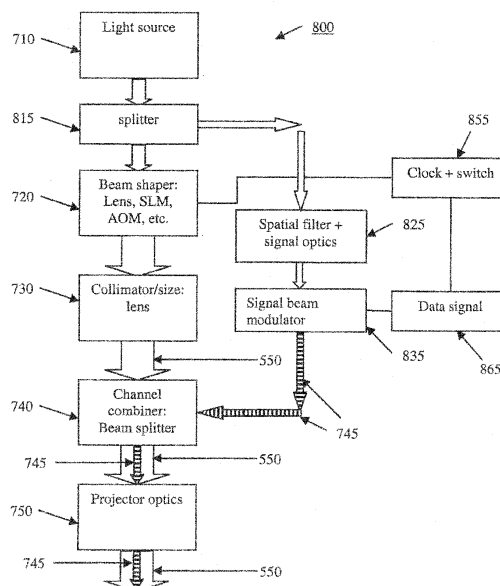 Light source
800
710
815
splitter
855
Clock + switch
Beam shaper:
Lens, SLM,
AOM, etc.
720
825
Spatial filter +
signal optics
730
Collimator/size:
lens
Signal beam
modulator
Data signal
835
865
550
740
Channel
combiner:
Beam splitter
745
745
550
750
Projector optics
745
550